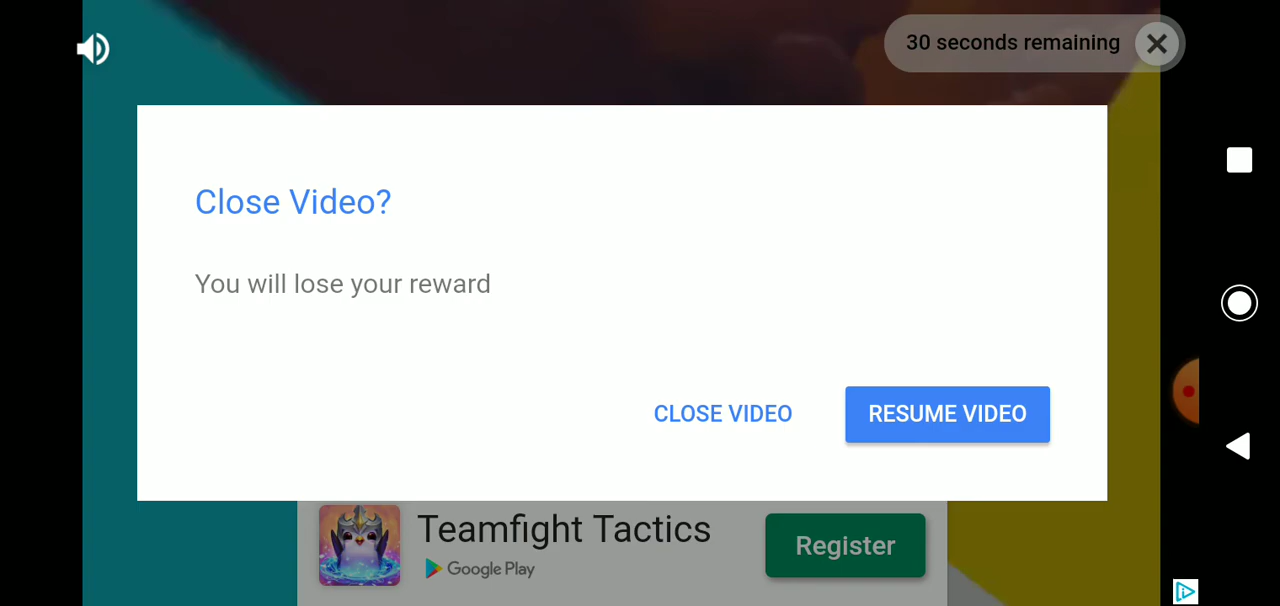 30 seconds remaining
Close Video?
You will lose your reward
CLOSE VIDEO
RESUME VIDEO
Teamfight Tactics
Google Play
Register